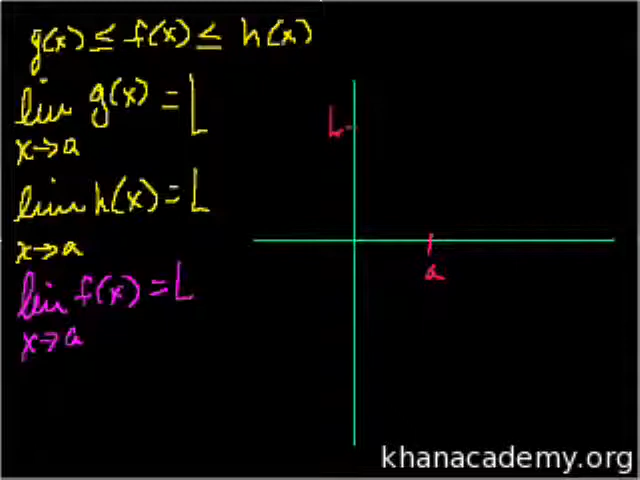 g(x) ≤ f(x) ≤ h(x)
lim g(x) = L
x→a
lim h(x) = L
x→a
lim f(x) = L
x→a
L
a
khanacademy.org